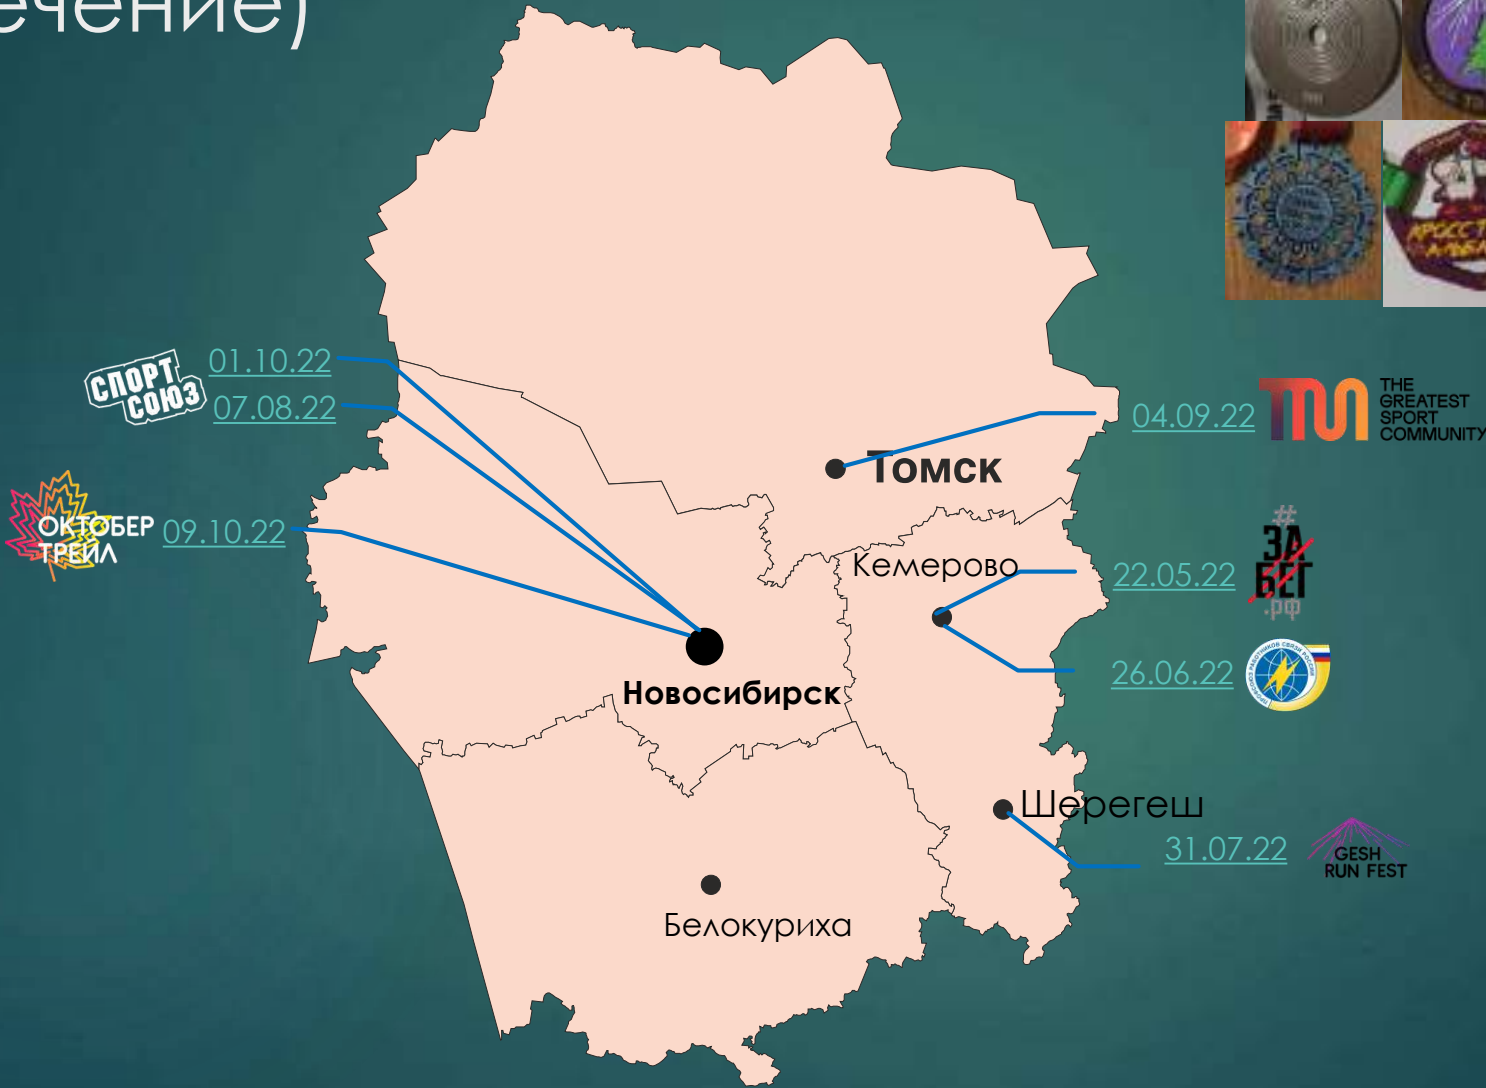 ечение)
СПОРТ
СОЮЗ
01.10.22
07.08.22
ОКТОБЕР
ТРЕЙЛ
09.10.22
04.09.22
THE
GREATEST
SPORT
COMMUNITY
Томск
Кемерово
22.05.22
#
ЗА
БЕГ
.РФ
26.06.22
Новосибирск
Шерегеш
31.07.22
GESH
RUN FEST
Белокуриха